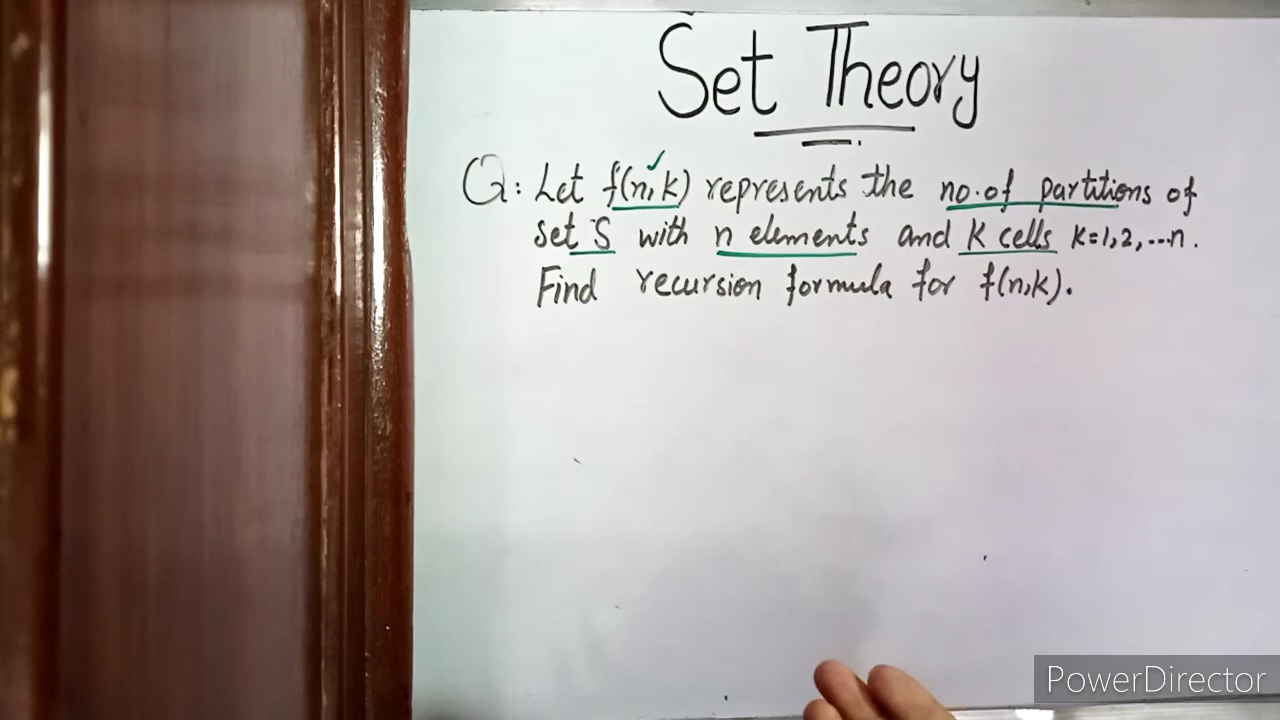 Set Theory
Q: Let f(n,k) represents the no. of partitions of
set S with n elements and k cells k=1,2,...n.
Find recursion formula for f(n,k).
PowerDirector